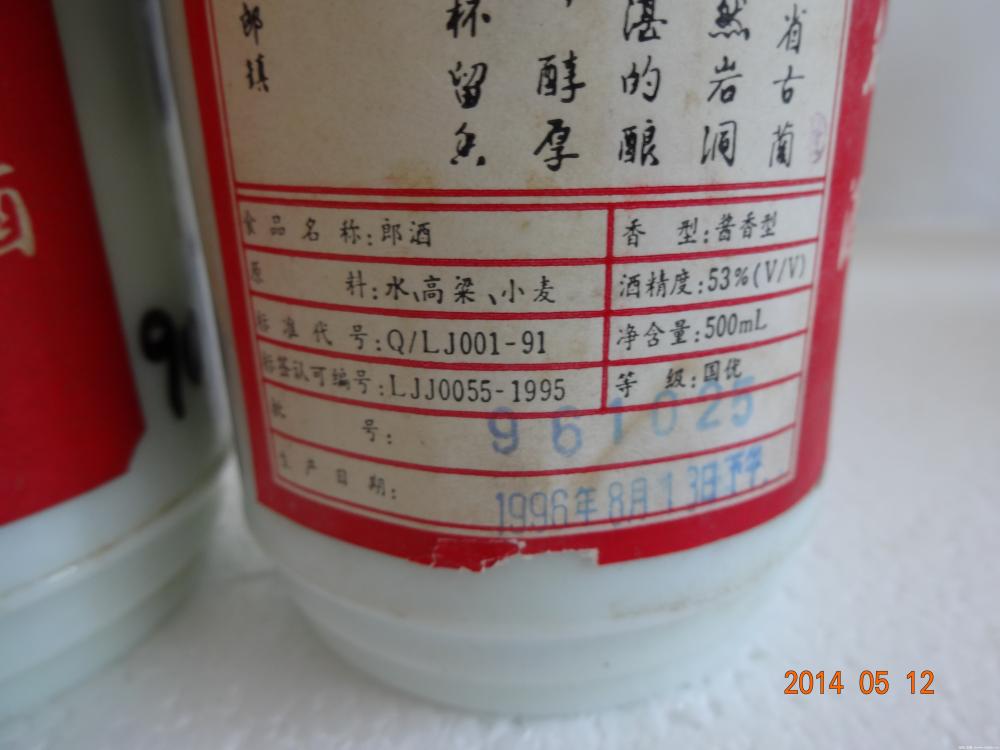 省古蔺
然岩洞
湛的酿
醇厚
杯留香
郎镇
食品名称:郎酒
香型:酱香型
原料:水、高粱、小麦
酒精度:53%(V/V)
标准代号:Q/LJ001-91
净含量:500mL
标签认可编号:LJJ0055-1995
等级:国优
批号:961025
生产日期:1996年8月13日下午
酒
96
2014 05 12